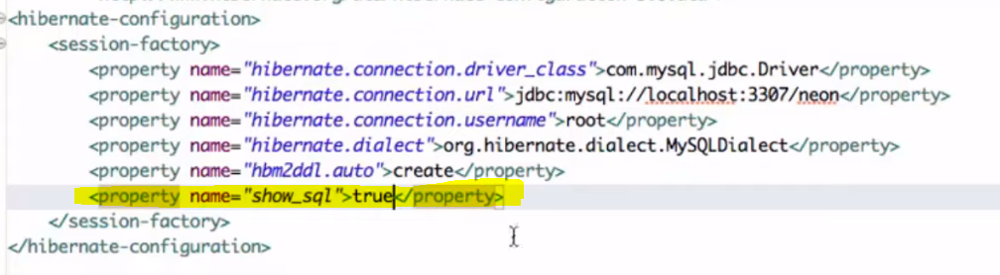 <hibernate-configuration>
<session-factory>
<property name="hibernate.connection.driver_class">com.mysql.jdbc.Driver</property>
<property name="hibernate.connection.url">jdbc:mysql://localhost:3307/neon</property>
<property name="hibernate.connection.username">root</property>
<property name="hibernate.dialect">org.hibernate.dialect.MySQLDialect</property>
<property name="hbm2ddl.auto">create</property>
<property name="show_sql">true</property>
</session-factory>
</hibernate-configuration>